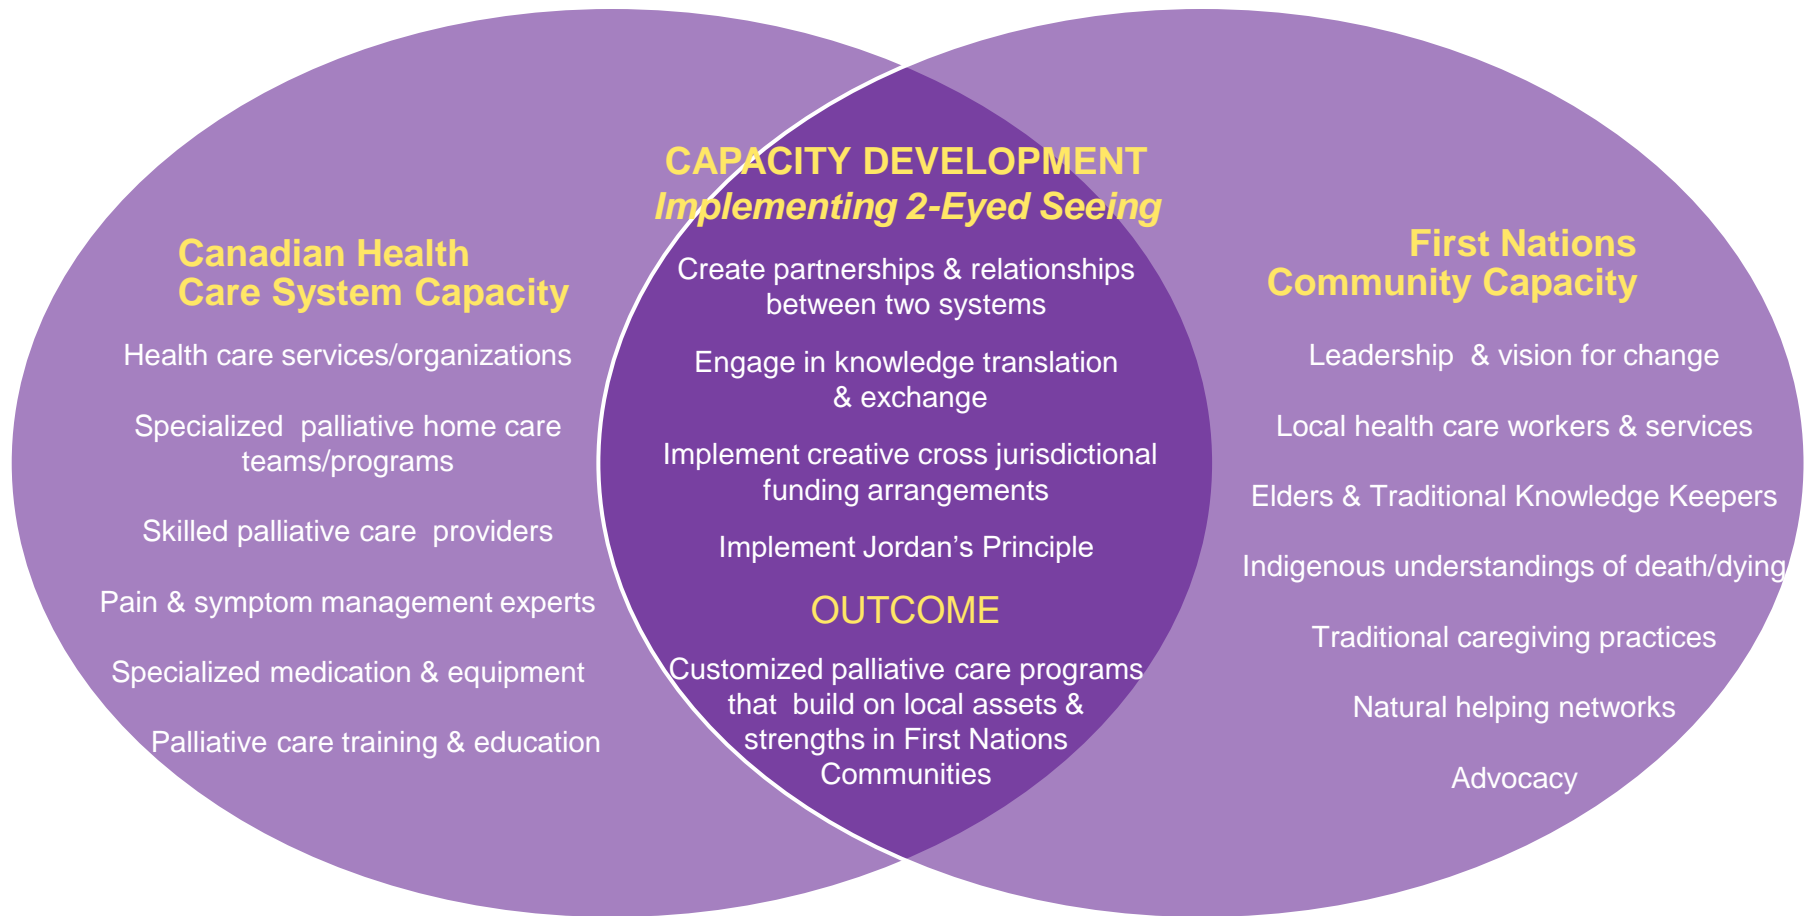 Canadian Health
Care System Capacity
Health care services/organizations
Specialized palliative home care
teams/programs
Skilled palliative care providers
Pain & symptom management experts
Specialized medication & equipment
Palliative care training & education
CAPACITY DEVELOPMENT
Implementing 2-Eyed Seeing
Create partnerships & relationships
between two systems
Engage in knowledge translation
& exchange
Implement creative cross jurisdictional
funding arrangements
Implement Jordan’s Principle
OUTCOME
Customized palliative care programs
that build on local assets &
strengths in First Nations
Communities
First Nations
Community Capacity
Leadership & vision for change
Local health care workers & services
Elders & Traditional Knowledge Keepers
Indigenous understandings of death/dying
Traditional caregiving practices
Natural helping networks
Advocacy